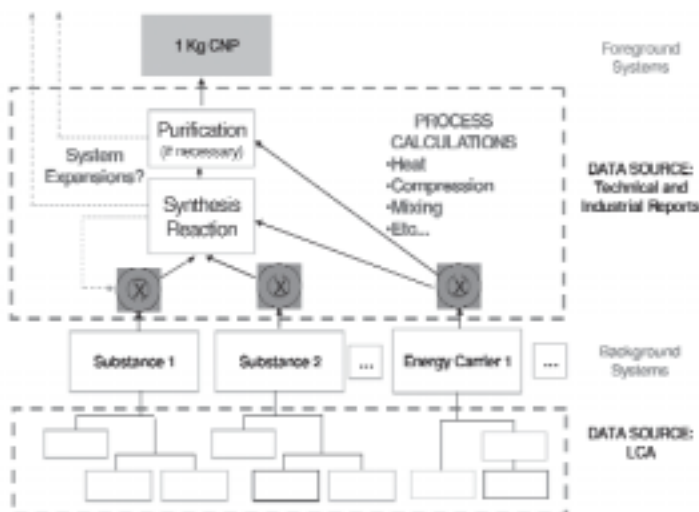 1 Kg CNP
Foreground
Systems
Purification
(if necessary)
System
Expansions?
Synthesis
Reaction
PROCESS
CALCULATIONS
•Heat
•Compression
•Mixing
•Etc...
DATA SOURCE:
Technical and
Industrial Reports
X
X
X
Substance 1
Substance 2
...
Energy Carrier 1
...
Background
Systems
DATA SOURCE:
LCA